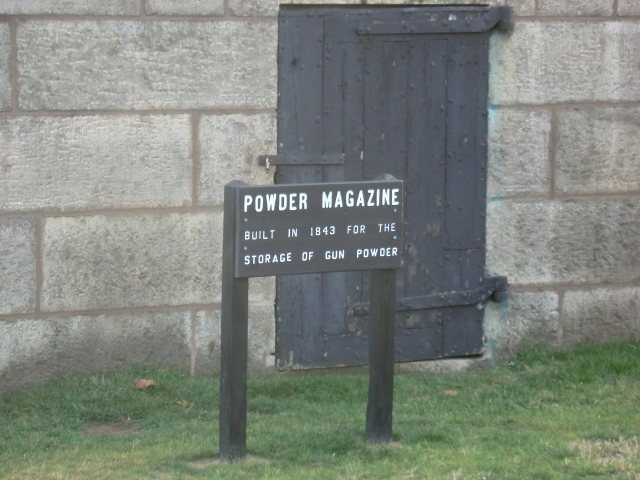 POWDER MAGAZINE
BUILT IN 1843 FOR THE
STORAGE OF GUN POWDER